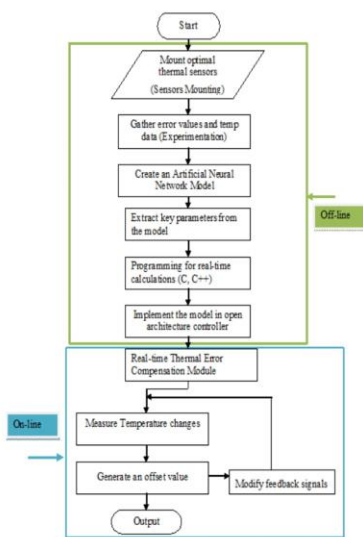 Start
Mount optimal
thermal sensors
(Sensors Mounting)
Gather error values and temp
data (Experimentation)
Create an Artificial Neural
Network Model
Extract key parameters from
the model
Off-line
Programming for real-time
calculations (C, C++)
Implement the model in open
architecture controller
Real-time Thermal Error
Compensation Module
On-line
Measure Temperature changes
Generate an offset value
Modify feedback signals
Output